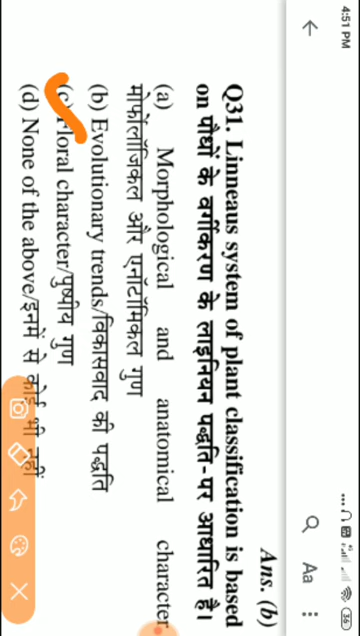 4:51 PM
36
Aa
Ans. (b)
Q31. Linneaus system of plant classification is based
on पौधों के वर्गीकरण के लाइनियन पद्धति-पर आधारित है।
(a) Morphological and anatomical character
मोर्फोलॉजिकल और एनॉटॉमिकल गुण
(b) Evolutionary trends/विकासवाद की पद्धति
(c) Floral character/पुष्पीय गुण
(d) None of the above/इनमें से कोई भी नहीं